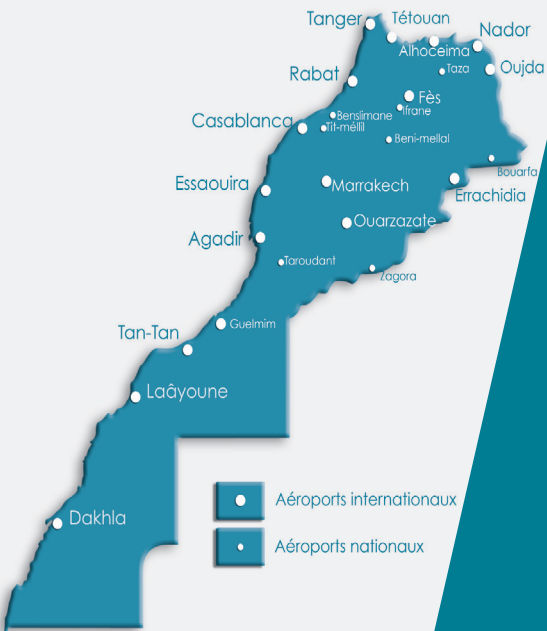 Tanger
Tétouan
Nador
Alhoceima
Taza
Oujda
Rabat
Fès
Ifrane
Benslimane
Casablanca
Tit-méllil
Beni-mellal
Bouarfa
Essaouira
Marrakech
Errachidia
Ouarzazate
Agadir
Taroudant
Zagora
Guelmim
Tan-Tan
Laâyoune
Aéroports internationaux
Dakhla
Aéroports nationaux